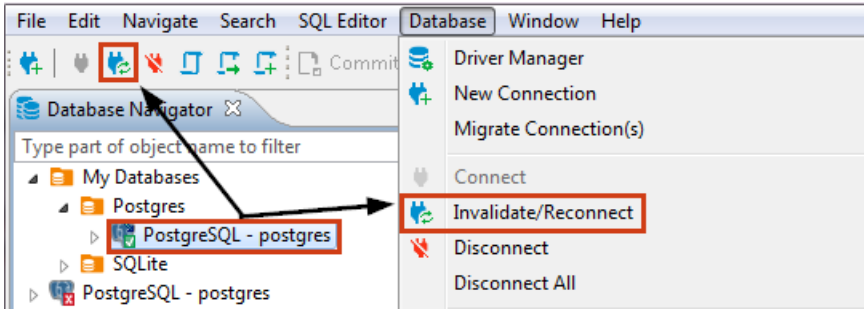 File Edit Navigate Search SQL Editor Database Window Help
Commit
Driver Manager
New Connection
Migrate Connection(s)
Connect
Invalidate/Reconnect
Disconnect
Disconnect All
Database Navigator
Type part of object name to filter
My Databases
Postgres
PostgreSQL - postgres
SQLite
PostgreSQL - postgres